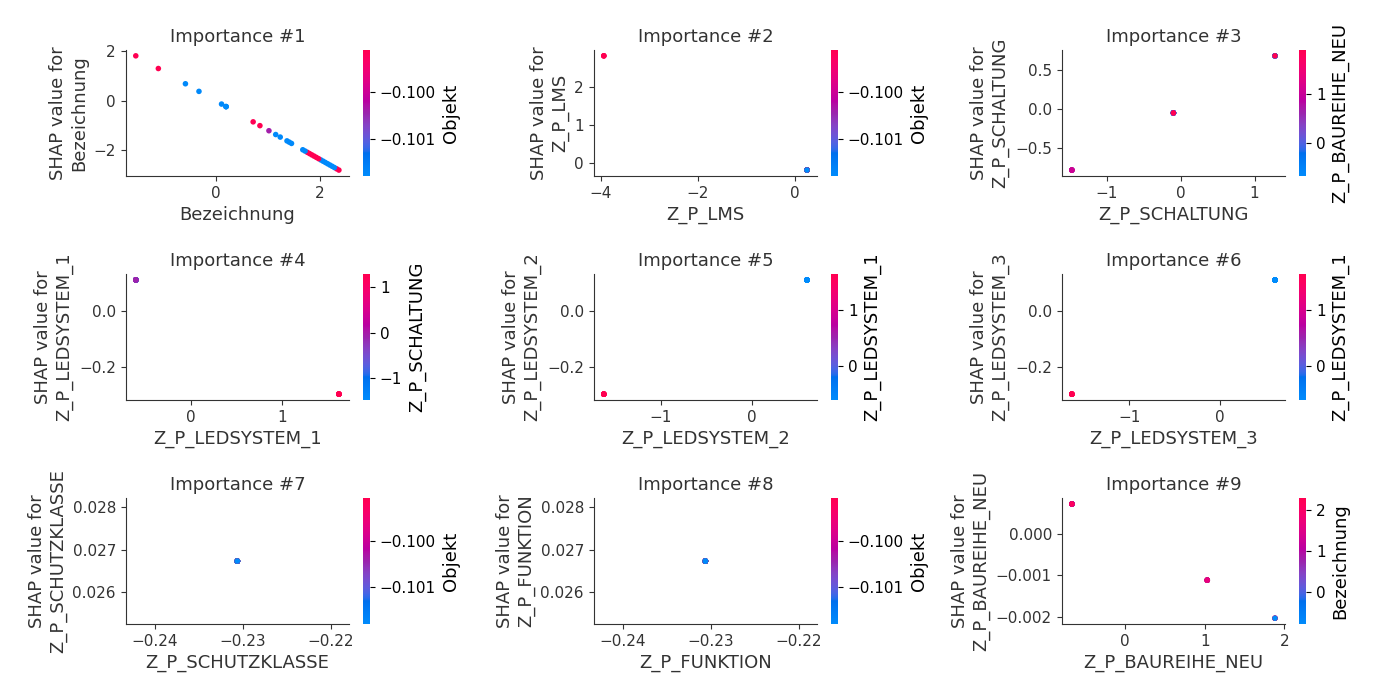 Importance #1
SHAP value for
Bezeichnung
2
0
−2
0
2
Bezeichnung
−0.100
−0.101
Objekt
Importance #2
SHAP value for
Z_P_LMS
2
1
0
−4
−2
0
Z_P_LMS
−0.100
−0.101
Objekt
Importance #3
SHAP value for
Z_P_SCHALTUNG
0.5
0.0
−0.5
−1
0
1
Z_P_SCHALTUNG
1
0
Z_P_BAUREIHE_NEU
Importance #4
SHAP value for
Z_P_LEDSYSTEM_1
0.0
−0.2
0
1
Z_P_LEDSYSTEM_1
1
0
−1
Z_P_SCHALTUNG
Importance #5
SHAP value for
Z_P_LEDSYSTEM_2
0.0
−0.2
−1
0
Z_P_LEDSYSTEM_2
1
0
Z_P_LEDSYSTEM_1
Importance #6
SHAP value for
Z_P_LEDSYSTEM_3
0.0
−0.2
−1
0
Z_P_LEDSYSTEM_3
1
0
Z_P_LEDSYSTEM_1
Importance #7
SHAP value for
Z_P_SCHUTZKLASSE
0.028
0.027
0.026
−0.24
−0.23
−0.22
Z_P_SCHUTZKLASSE
−0.100
−0.101
Objekt
Importance #8
SHAP value for
Z_P_FUNKTION
0.028
0.027
0.026
−0.24
−0.23
−0.22
Z_P_FUNKTION
−0.100
−0.101
Objekt
Importance #9
SHAP value for
Z_P_BAUREIHE_NEU
0.000
−0.001
−0.002
0
1
2
Z_P_BAUREIHE_NEU
2
1
0
Bezeichnung